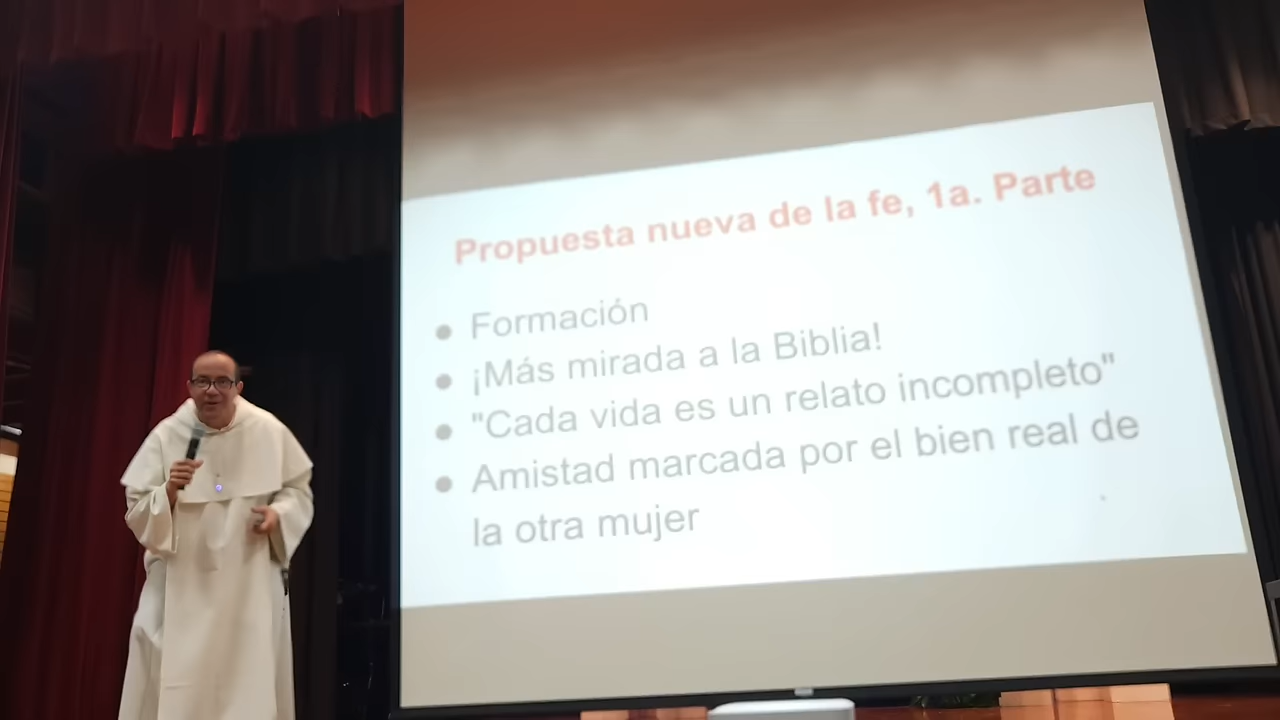 Propuesta nueva de la fe, 1a. Parte
● Formación
● ¡Más mirada a la Biblia!
● "Cada vida es un relato incompleto"
● Amistad marcada por el bien real de
la otra mujer